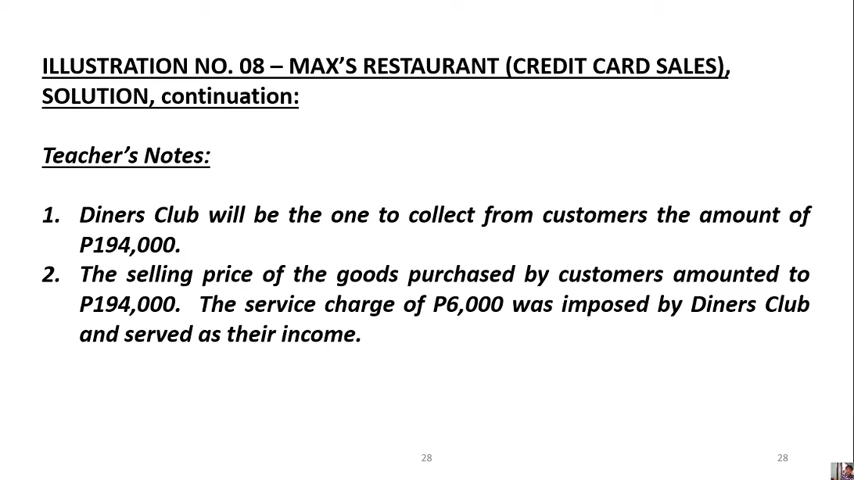 ILLUSTRATION NO. 08 – MAX'S RESTAURANT (CREDIT CARD SALES),
SOLUTION, continuation:
Teacher's Notes:
1. Diners Club will be the one to collect from customers the amount of
P194,000.
2. The selling price of the goods purchased by customers amounted to
P194,000. The service charge of P6,000 was imposed by Diners Club
and served as their income.
28
28